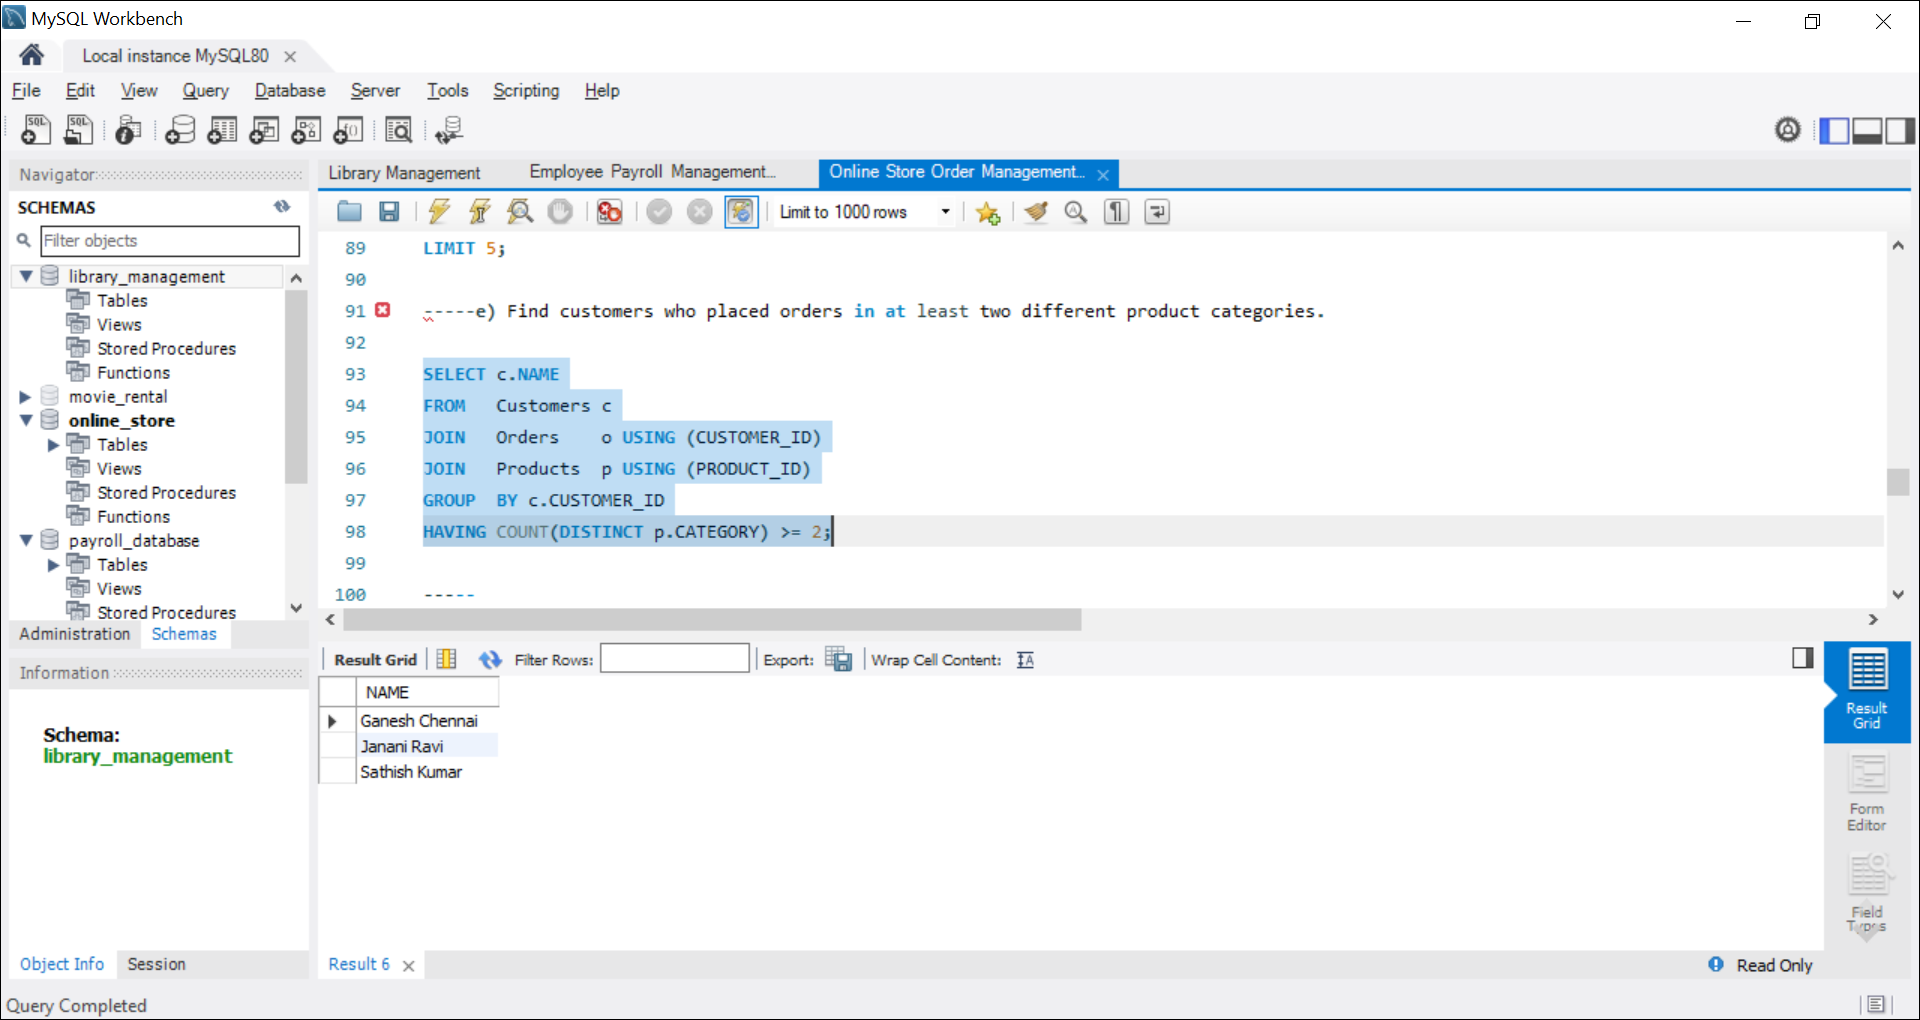 MySQL Workbench
Local instance MySQL80
File Edit View Query Database Server Tools Scripting Help
Navigator
SCHEMAS
Filter objects
library_management
Tables
Views
Stored Procedures
Functions
movie_rental
online_store
Tables
Views
Stored Procedures
Functions
payroll_database
Tables
Views
Stored Procedures
Administration Schemas
Information
Schema:
library_management
Object Info Session
Query Completed
Library Management Employee Payroll Management... Online Store Order Management...
Limit to 1000 rows
89 LIMIT 5;
90
91 -----e) Find customers who placed orders in at least two different product categories.
92
93 SELECT c.NAME
94 FROM   Customers c
95 JOIN   Orders    o USING (CUSTOMER_ID)
96 JOIN   Products  p USING (PRODUCT_ID)
97 GROUP  BY c.CUSTOMER_ID
98 HAVING COUNT(DISTINCT p.CATEGORY) >= 2;
99
100 -----
Result Grid Filter Rows: Export: Wrap Cell Content:
NAME
Ganesh Chennai
Janani Ravi
Sathish Kumar
Result
Grid
Form
Editor
Field
Types
Result 6
Read Only